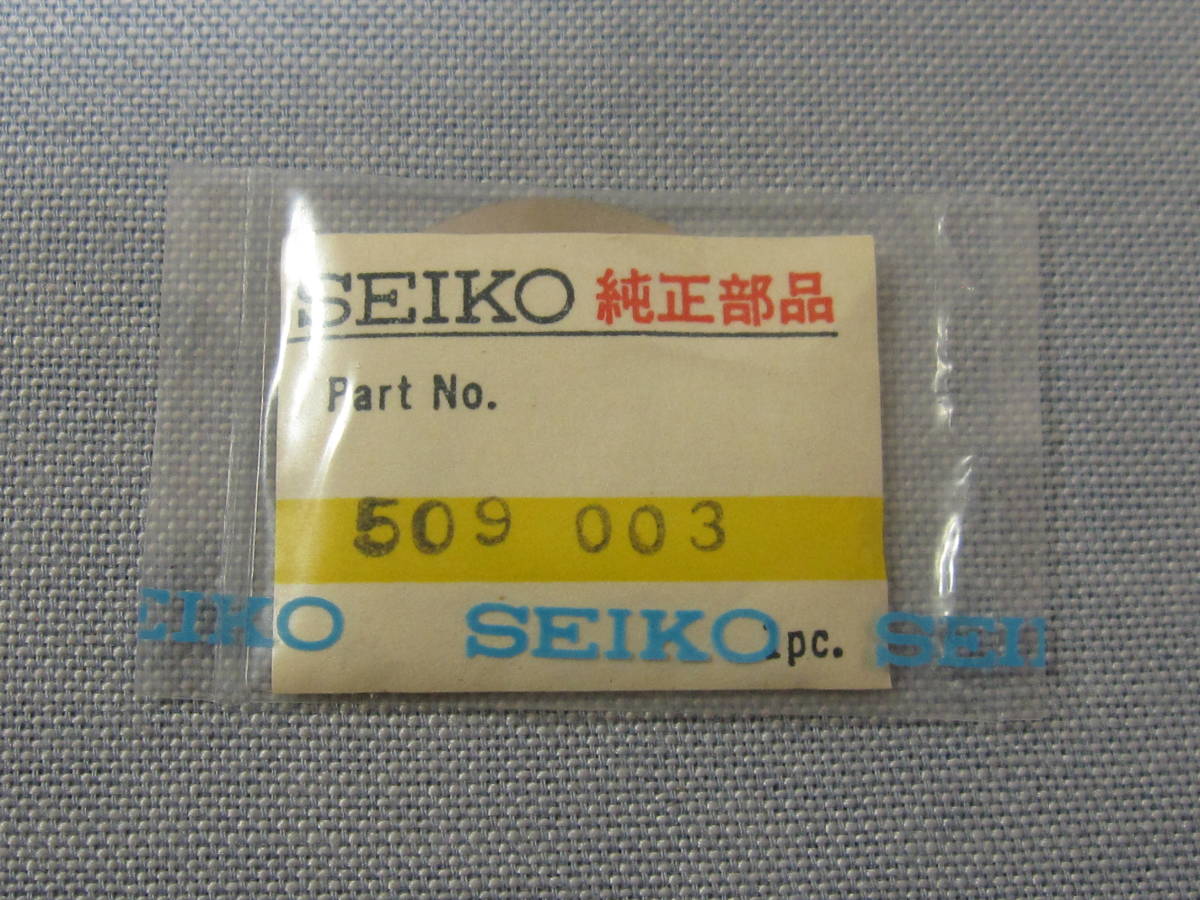 SEIKO 純正部品
Part No.
509 003
EIKO SEIKO 1pc. SEI